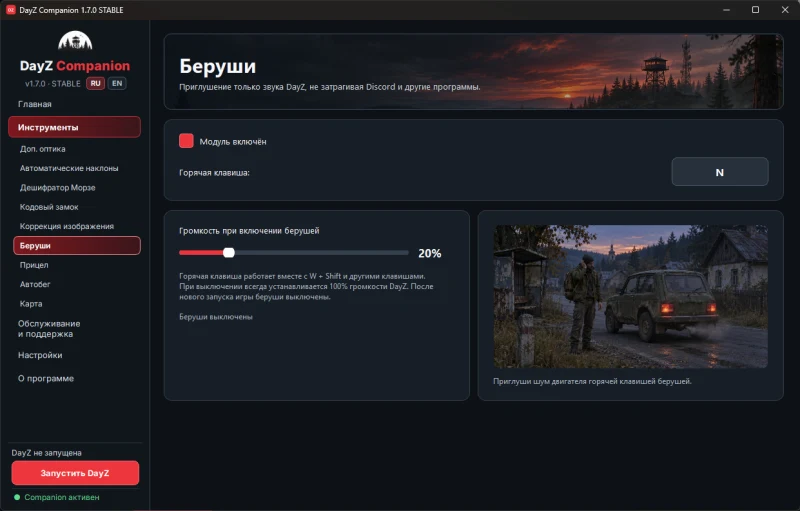 DayZ Companion 1.7.0 STABLE
DayZ Companion
v1.7.0 · STABLE RU EN
Главная
Инструменты
Доп. оптика
Автоматические наклоны
Дешифратор Морзе
Кодовый замок
Коррекция изображения
Беруши
Прицел
Автобег
Карта
Обслуживание
и поддержка
Настройки
О программе
DayZ не запущена
Запустить DayZ
Companion активен
Беруши
Приглушение только звука DayZ, не затрагивая Discord и другие программы.
Модуль включён
Горячая клавиша:
N
Громкость при включении берушей
20%
Горячая клавиша работает вместе с W + Shift и другими клавишами.
При выключении всегда устанавливается 100% громкости DayZ. После
нового запуска игры беруши выключены.
Беруши выключены
Приглуши шум двигателя горячей клавишей берушей.